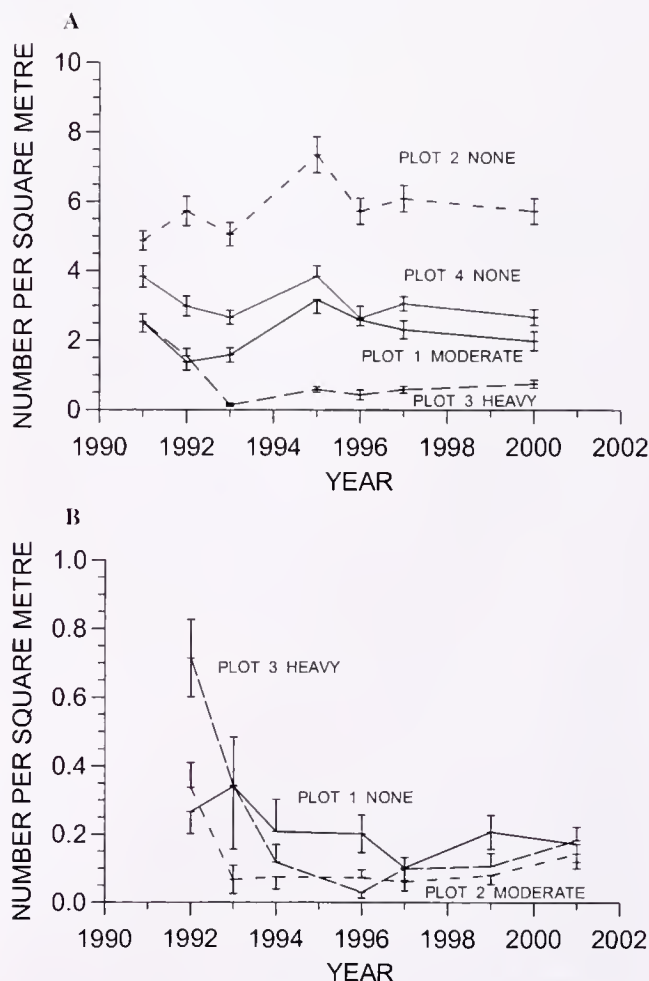 A
NUMBER PER SQUARE METRE
10
8
6
4
2
0
PLOT 2 NONE
PLOT 4 NONE
PLOT 1 MODERATE
PLOT 3 HEAVY
1990 1992 1994 1996 1998 2000 2002
YEAR
B
NUMBER PER SQUARE METRE
1.0
0.8
0.6
0.4
0.2
0.0
PLOT 3 HEAVY
PLOT 1 NONE
PLOT 2 MODERATE
1990 1992 1994 1996 1998 2000 2002
YEAR